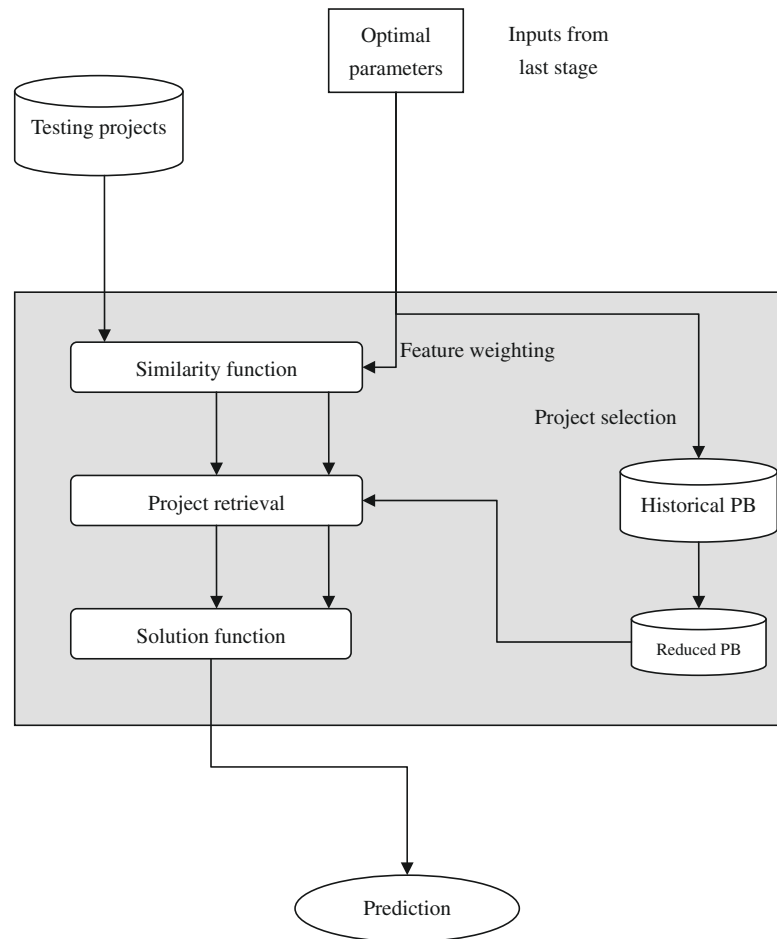 Optimal
parameters
Inputs from
last stage
Testing projects
Feature weighting
Similarity function
Project selection
Project retrieval
Historical PB
Solution function
Reduced PB
Prediction